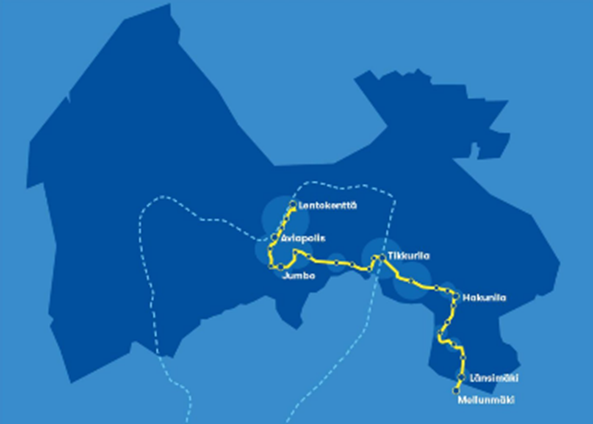 Lentokenttä
Aviapolis
Jumbo
Tikkurila
Hakunila
Länsimäki
Mellunmäki